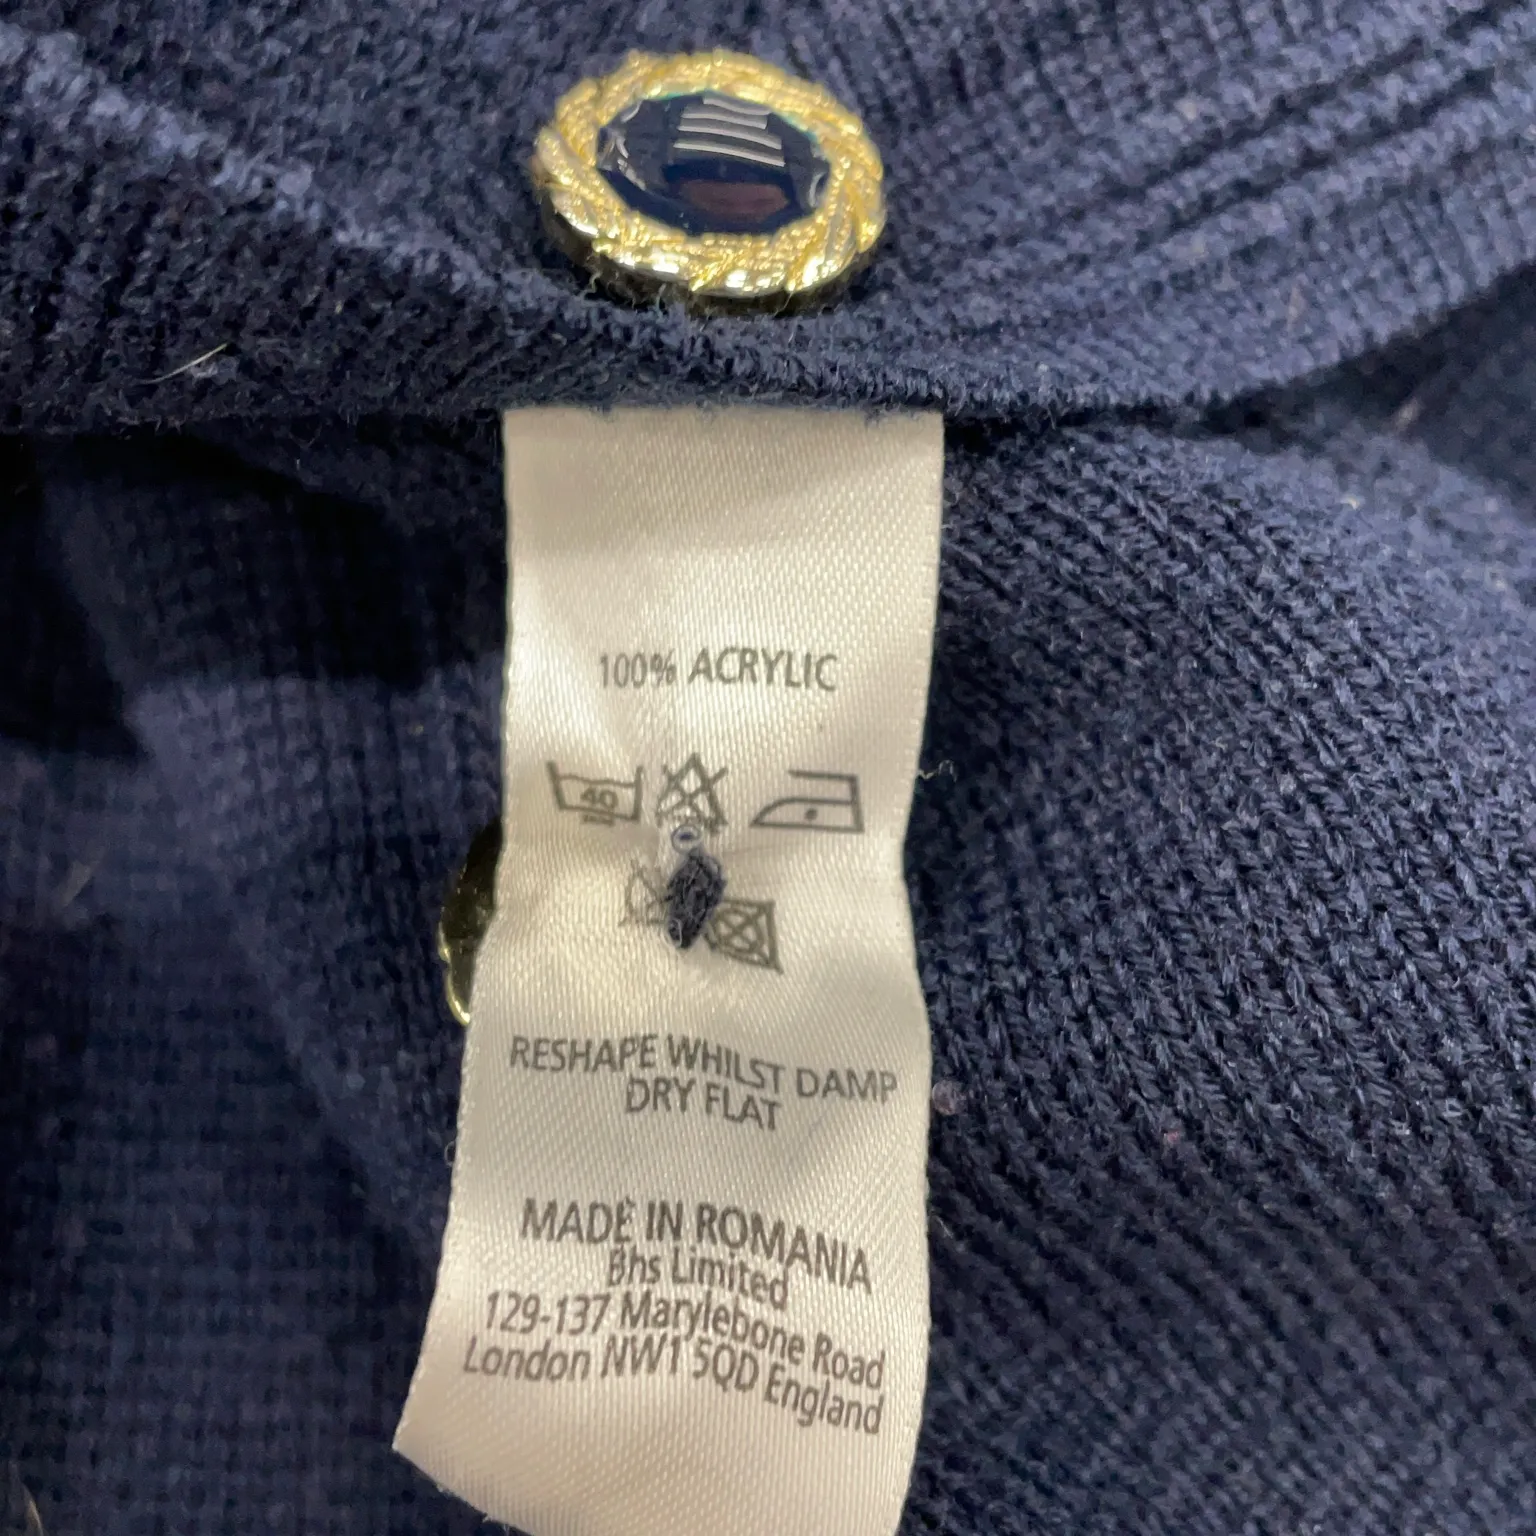 100% ACRYLIC
40
RESHAPE WHILST DAMP
DRY FLAT
MADE IN ROMANIA
Bhs Limited
129-137 Marylebone Road
London NW1 5QD England